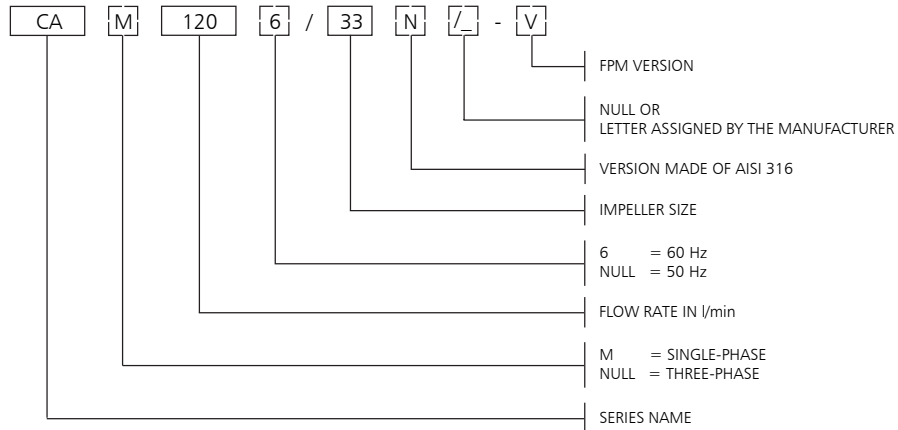 CA M 120 6 / 33 N /_ - V
FPM VERSION
NULL OR
LETTER ASSIGNED BY THE MANUFACTURER
VERSION MADE OF AISI 316
IMPELLER SIZE
6 = 60 Hz
NULL = 50 Hz
FLOW RATE IN l/min
M = SINGLE-PHASE
NULL = THREE-PHASE
SERIES NAME